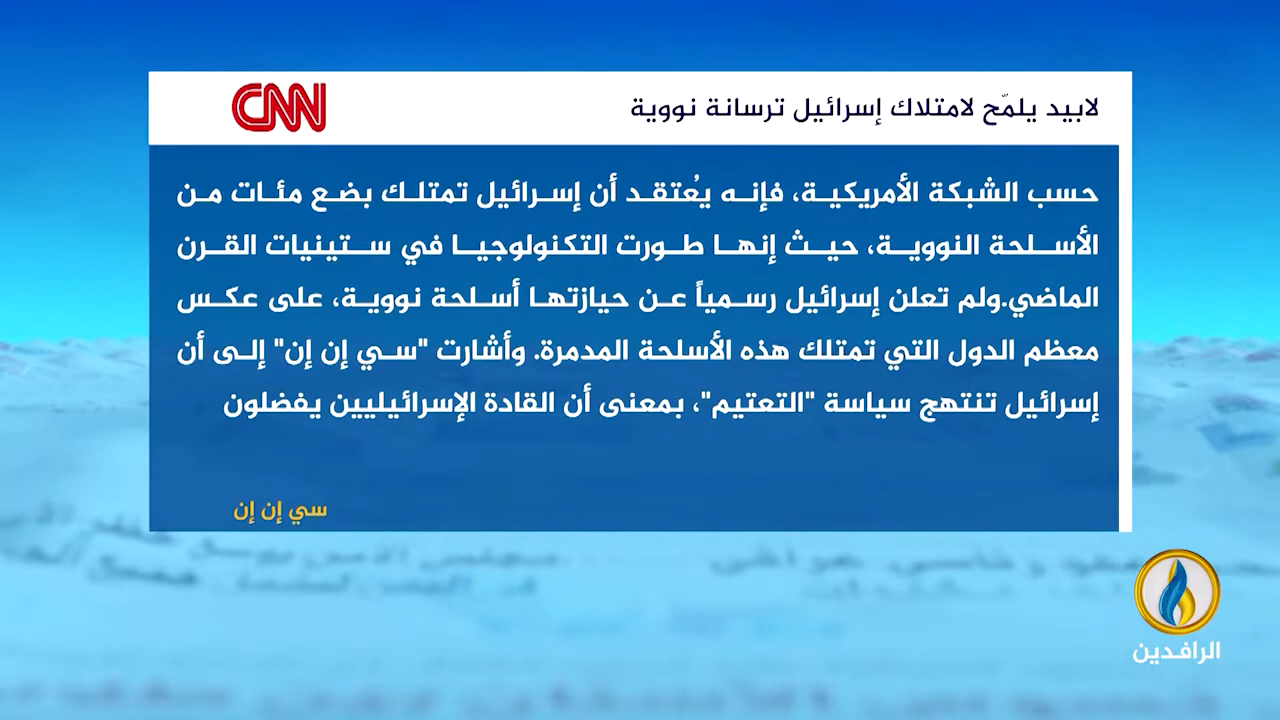 CNN
لابيد يلمّح لامتلاك إسرائيل ترسانة نووية
حسب الشبكة الأمريكية، فإنه يُعتقد أن إسرائيل تمتلك بضع مئات من
الأسلحة النووية، حيث إنها طورت التكنولوجيا في ستينيات القرن
الماضي.ولم تعلن إسرائيل رسمياً عن حيازتها أسلحة نووية، على عكس
معظم الدول التي تمتلك هذه الأسلحة المدمرة. وأشارت "سي إن إن" إلى أن
إسرائيل تنتهج سياسة "التعتيم"، بمعنى أن القادة الإسرائيليين يفضلون
سي إن إن
الرافدين